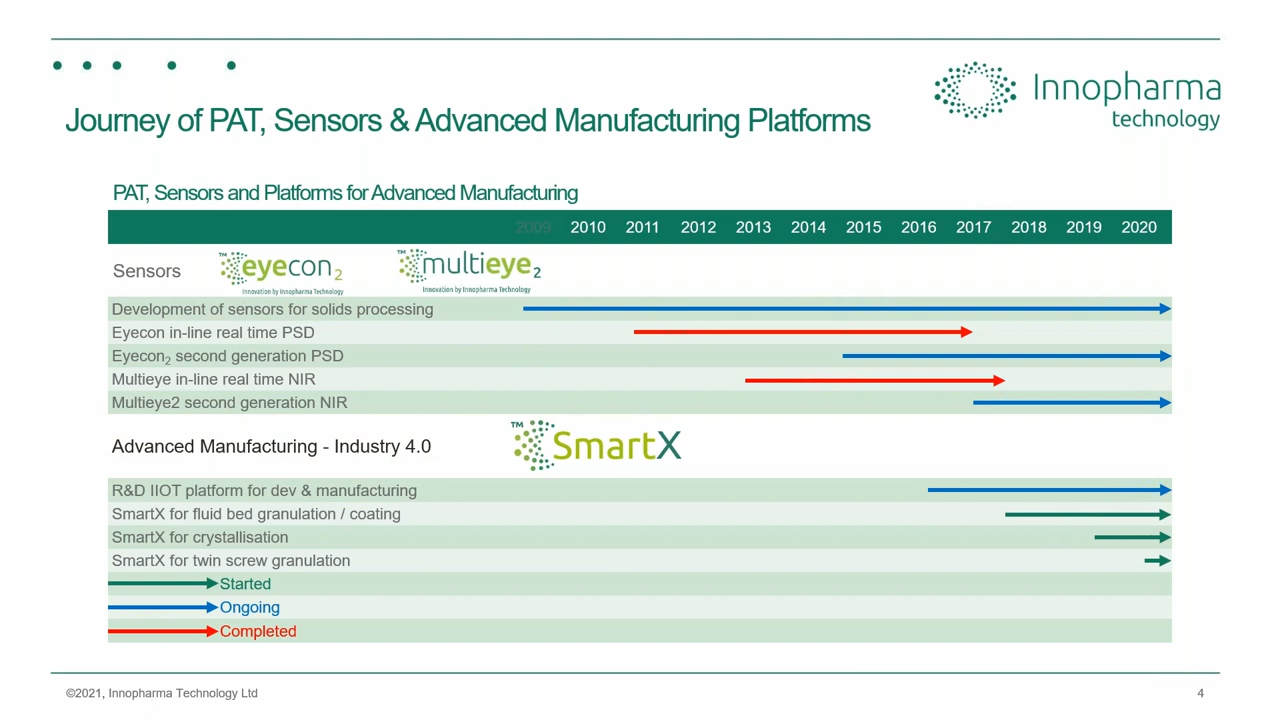 Innopharma
technology
Journey of PAT, Sensors & Advanced Manufacturing Platforms
PAT, Sensors and Platforms for Advanced Manufacturing
2009 2010 2011 2012 2013 2014 2015 2016 2017 2018 2019 2020
Sensors
™ eyecon2
Innovation by Innopharma Technology
™ multieye2
Innovation by Innopharma Technology
Development of sensors for solids processing
Eyecon in-line real time PSD
Eyecon2 second generation PSD
Multieye in-line real time NIR
Multieye2 second generation NIR
Advanced Manufacturing - Industry 4.0
™ SmartX
R&D IIOT platform for dev & manufacturing
SmartX for fluid bed granulation / coating
SmartX for crystallisation
SmartX for twin screw granulation
Started
Ongoing
Completed
©2021, Innopharma Technology Ltd
4